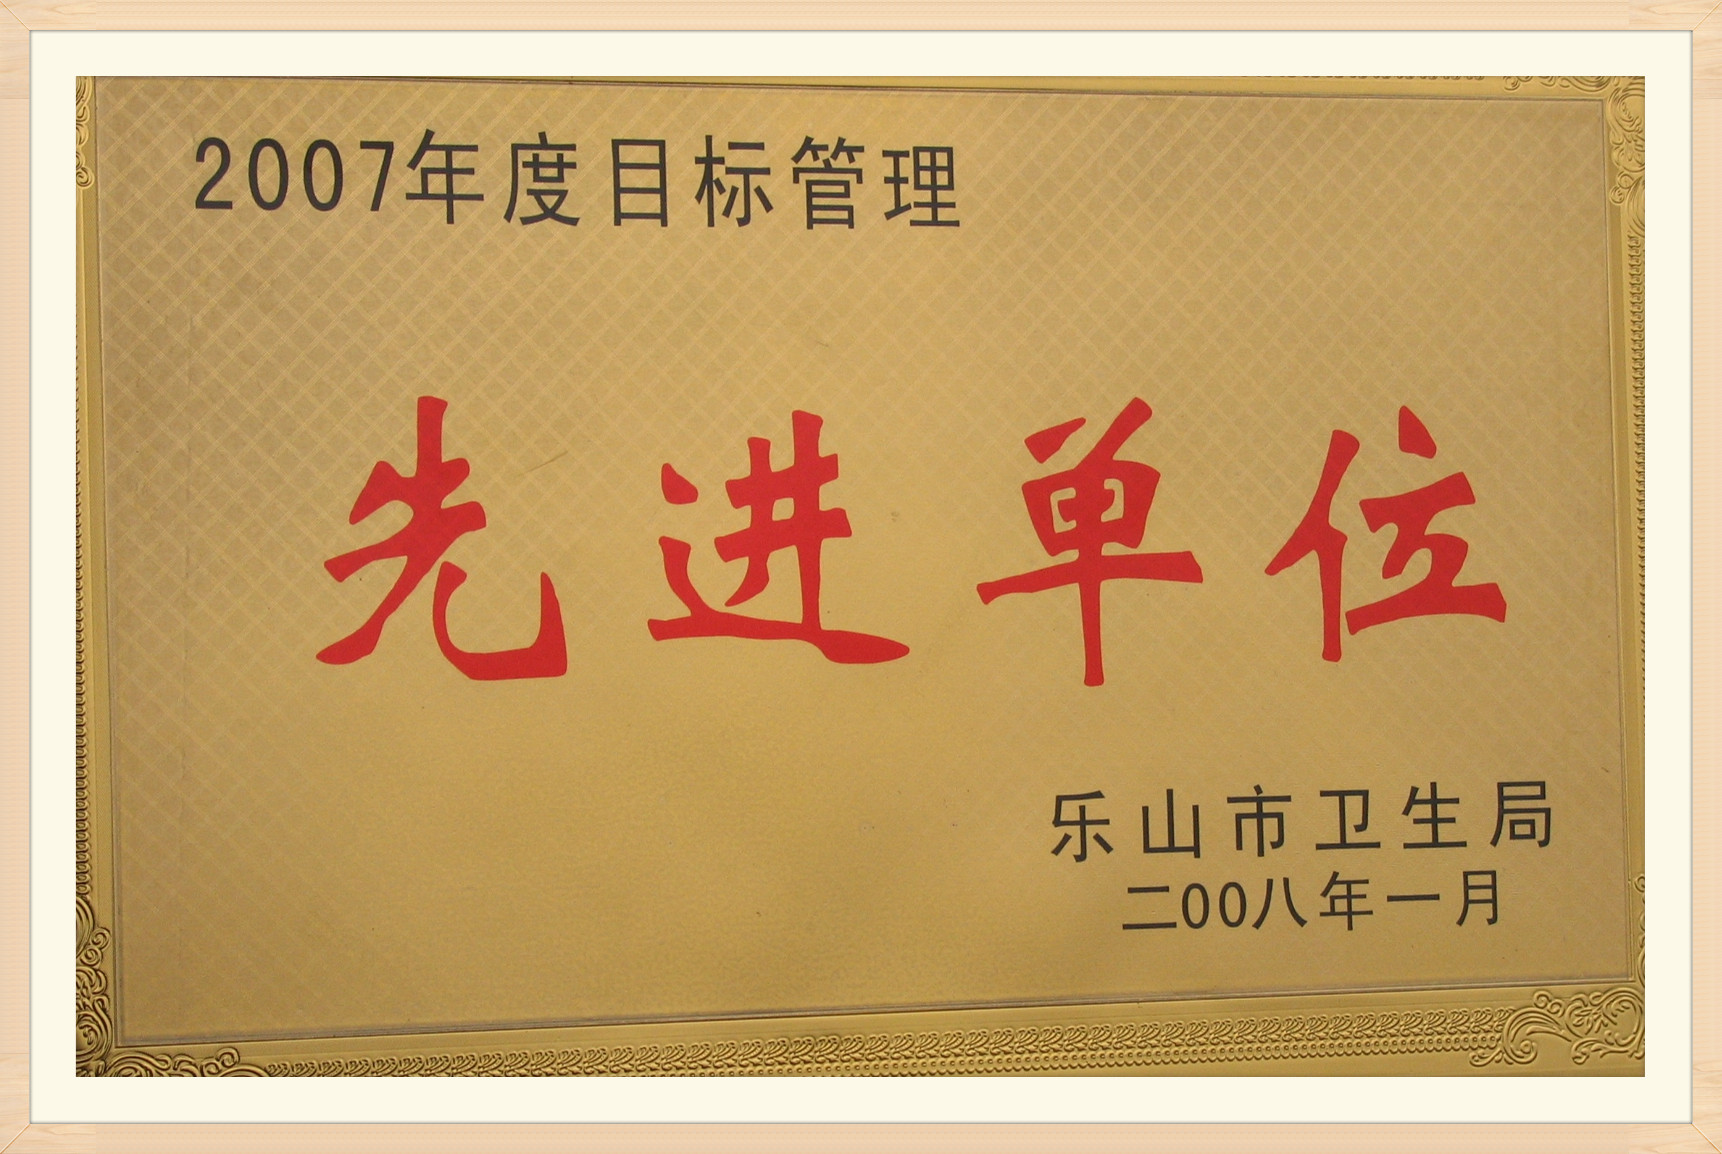 2007年度目标管理
先进单位
乐山市卫生局
二00八年一月